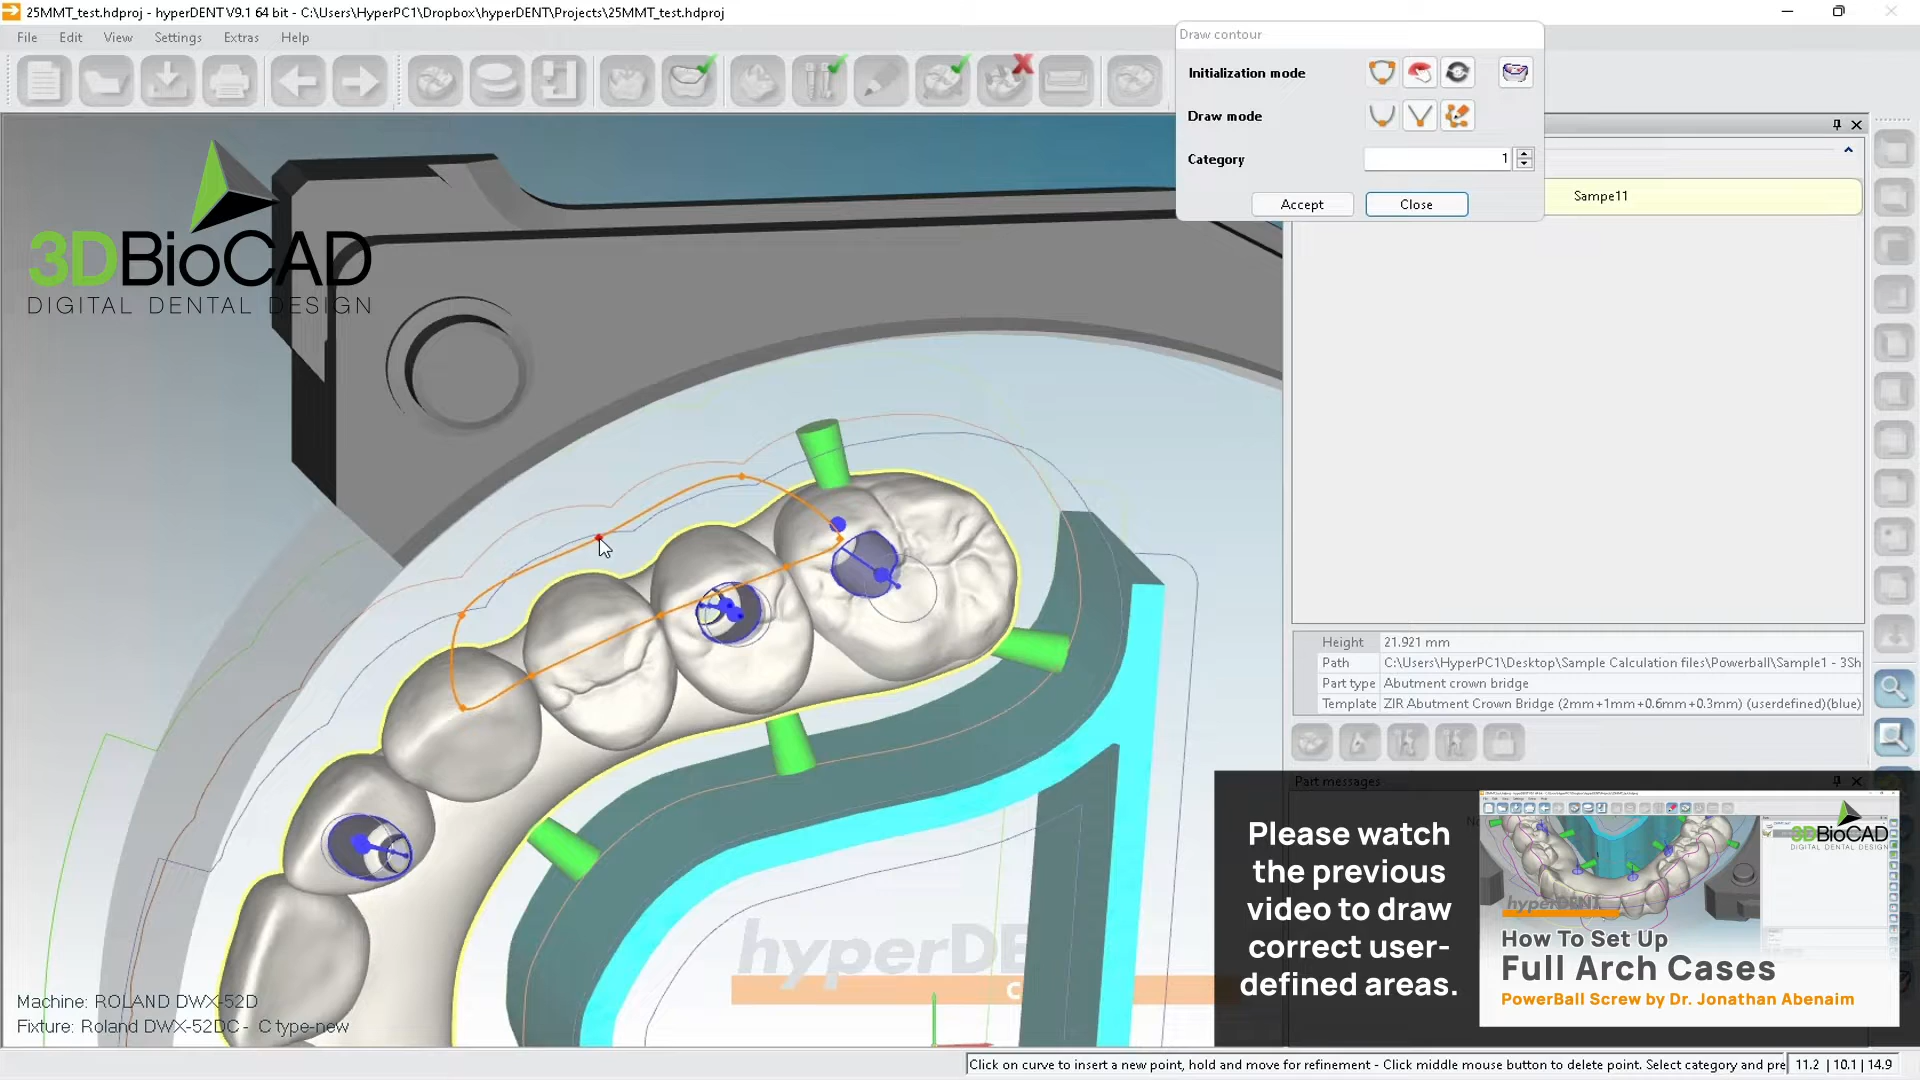 25MMT_test.hdproj - hyperDENT V9.1 64 bit - C:\Users\HyperPC1\Dropbox\hyperDENT\Projects\25MMT_test.hdproj
File Edit View Settings Extras Help
Draw contour
Initialization mode
Draw mode
Category 1
Accept Close
Sampe11
3DBioCAD
DIGITAL DENTAL DESIGN
Height 21.921 mm
Path C:\Users\HyperPC1\Desktop\Sample Calculation files\Powerball\Sample1 - 3Sh
Part type Abutment crown bridge
Template ZIR Abutment Crown Bridge (2mm+1mm+0.6mm+0.3mm) (userdefined)(blue)
Part messages
Please watch
the previous
video to draw
correct user-
defined areas.
3DBioCAD
DIGITAL DENTAL DESIGN
hyperDENT
How To Set Up
Full Arch Cases
PowerBall Screw by Dr. Jonathan Abenaim
hyperDE
C
Machine: ROLAND DWX-52D
Fixture: Roland DWX-52DC - C type-new
Click on curve to insert a new point, hold and move for refinement - Click middle mouse button to delete point. Select category and pre 11.2 | 10.1 | 14.9